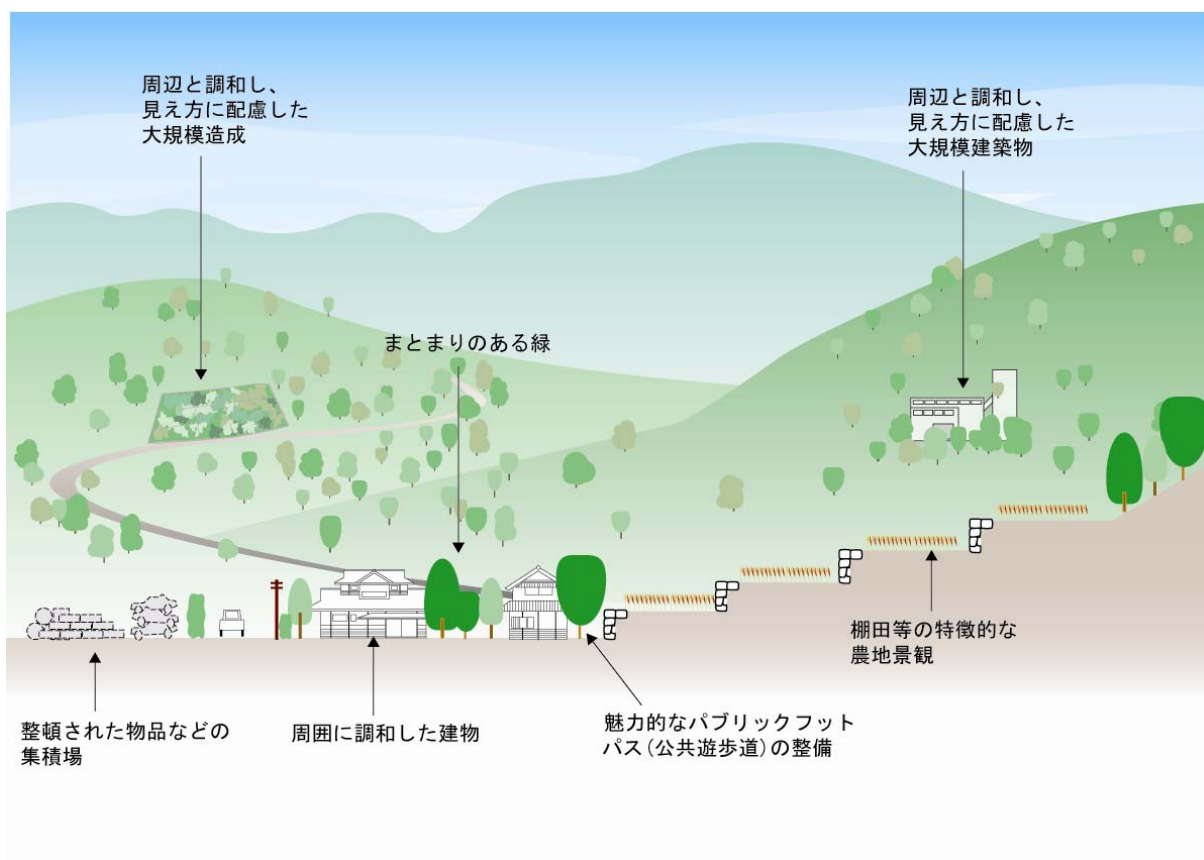 周辺と調和し、
見え方に配慮した
大規模造成
周辺と調和し、
見え方に配慮した
大規模建築物
まとまりのある緑
棚田等の特徴的な
農地景観
整頓された物品などの
集積場
周囲に調和した建物
魅力的なパブリックフット
パス(公共遊歩道)の整備